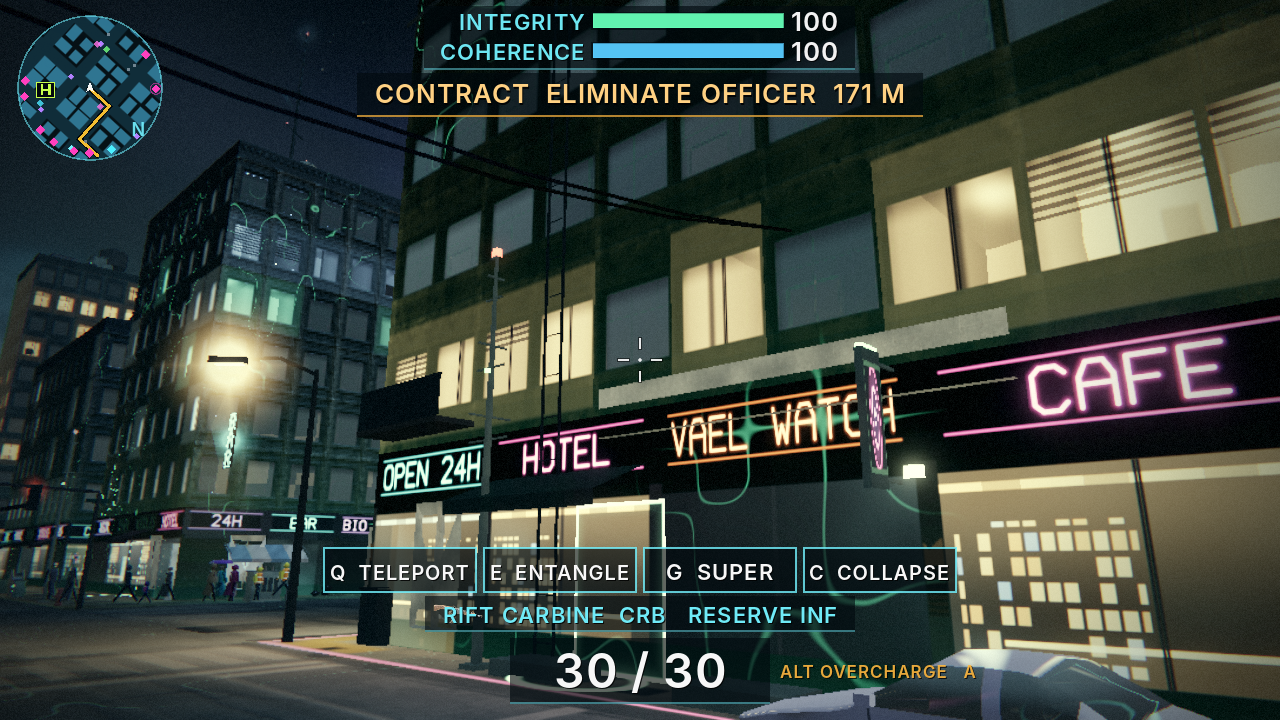 INTEGRITY 100
COHERENCE 100
CONTRACT ELIMINATE OFFICER 171 M
H
N
CAFE
VAEL WATCH
HOTEL
OPEN 24H
HOTEL
24H
BAR
BIO
Q TELEPORT
E ENTANGLE
G SUPER
C COLLAPSE
RIFT CARBINE CRB RESERVE INF
30 / 30
ALT OVERCHARGE A